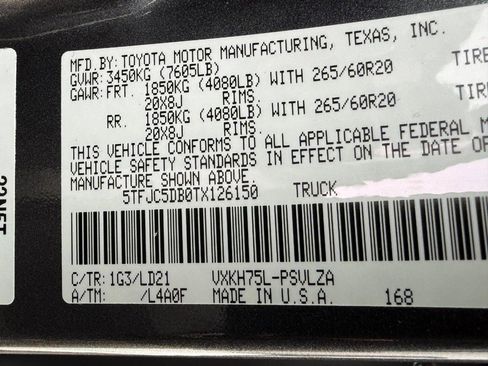 MFD.BY:TOYOTA MOTOR MANUFACTURING, TEXAS, INC.
GVWR: 3450KG (7605LB)
GAWR: FRT. 1850KG (4080LB) WITH 265/60R20 TIRE
20X8J RIMS.
RR. 1850KG (4080LB) WITH 265/60R20 TIRE
20X8J RIMS.
THIS VEHICLE CONFORMS TO ALL APPLICABLE FEDERAL M
VEHICLE SAFETY STANDARDS IN EFFECT ON THE DATE O
MANUFACTURE SHOWN ABOVE.
5TFJC5DB0TX126150 TRUCK
C/TR: 1G3/LD21 VXKH75L-PSVLZA
A/TM: /L4A0F MADE IN U.S.A. 168